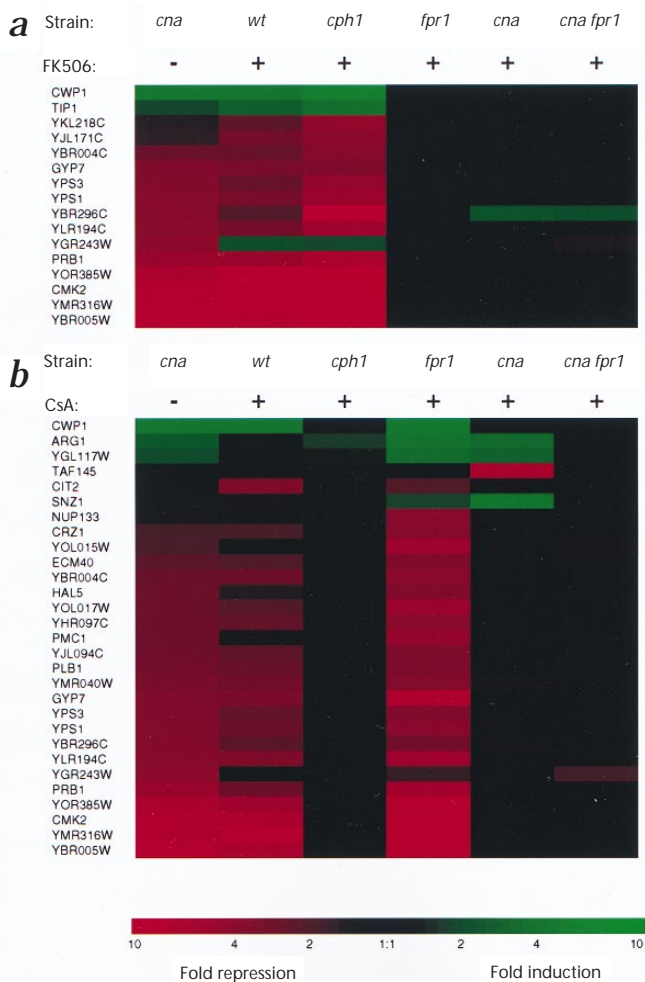 a Strain: cna wt cph1 fpr1 cna cna fpr1
FK506: - + + + + +
CWP1
TIP1
YKL218C
YJL171C
YBR004C
GYP7
YPS3
YPS1
YBR296C
YLR194C
YGR243W
PRB1
YOR385W
CMK2
YMR316W
YBR005W
b Strain: cna wt cph1 fpr1 cna cna fpr1
CsA: - + + + + +
CWP1
ARG1
YGL117W
TAF145
CIT2
SNZ1
NUP133
CRZ1
YOL015W
ECM40
YBR004C
HAL5
YOL017W
YHR097C
PMC1
YJL094C
PLB1
YMR040W
GYP7
YPS3
YPS1
YBR296C
YLR194C
YGR243W
PRB1
YOR385W
CMK2
YMR316W
YBR005W
10 4 2 1:1 2 4 10
Fold repression Fold induction